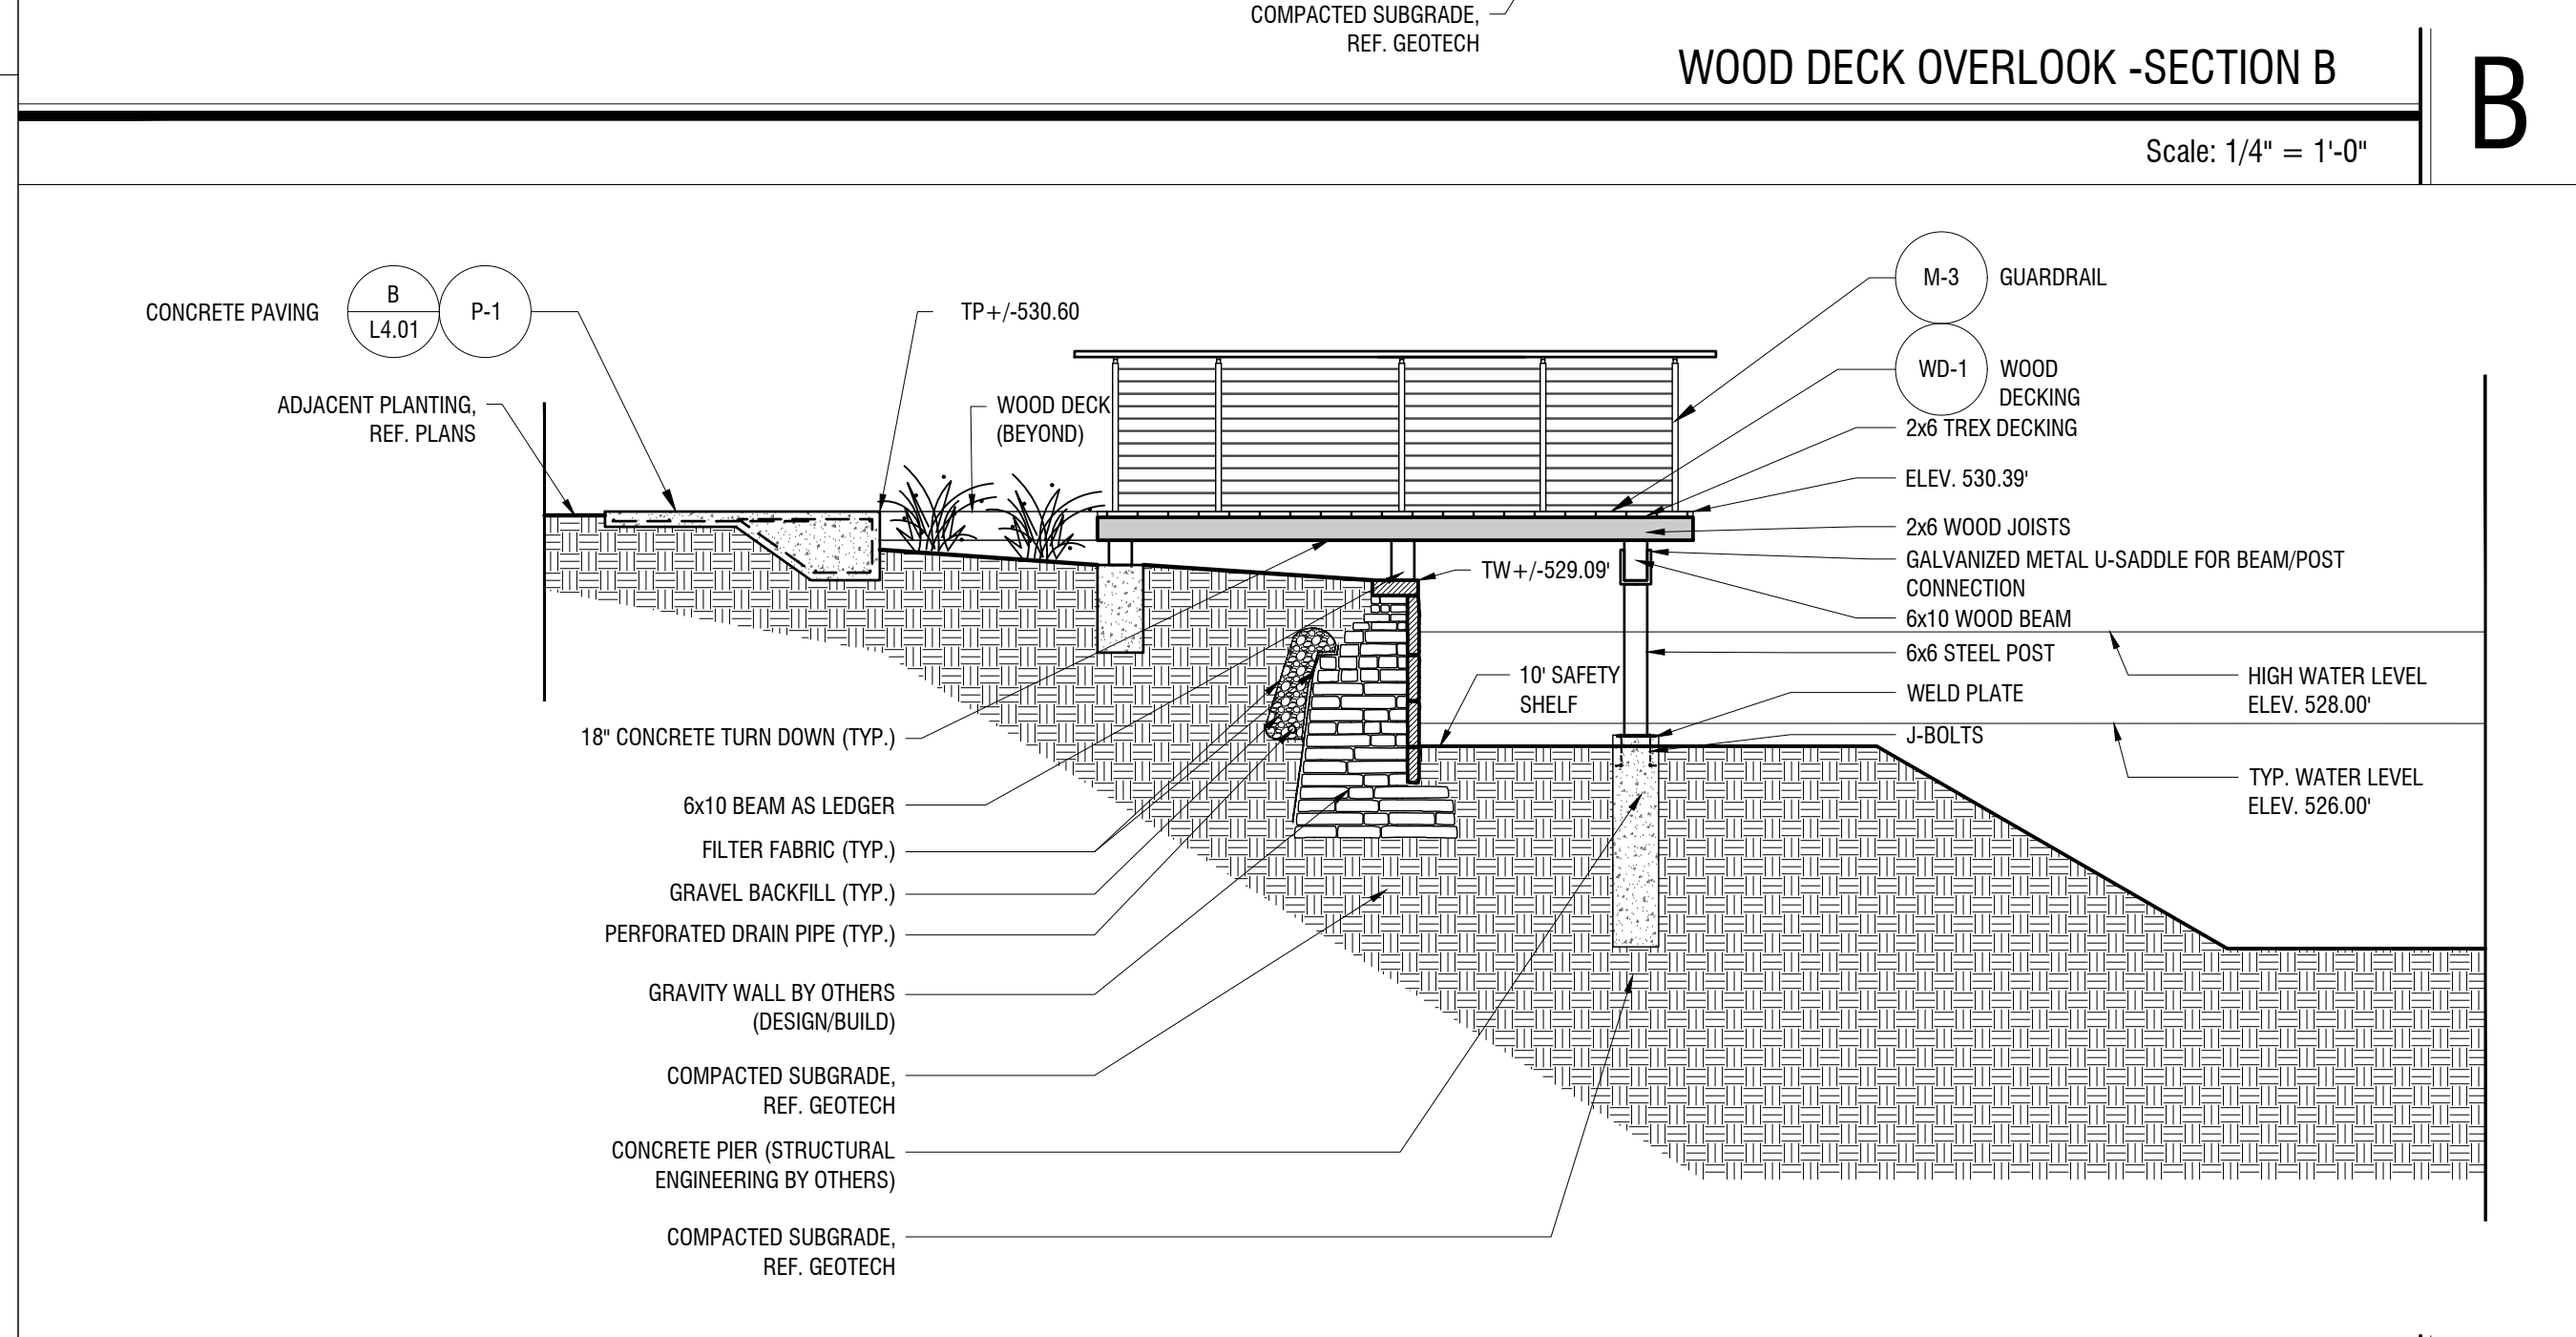 COMPACTED SUBGRADE,
REF. GEOTECH
WOOD DECK OVERLOOK -SECTION B
B
Scale: 1/4" = 1'-0"
CONCRETE PAVING
B
L4.01
P-1
TP+/-530.60
ADJACENT PLANTING,
REF. PLANS
WOOD DECK
(BEYOND)
M-3
GUARDRAIL
WD-1
WOOD
DECKING
2x6 TREX DECKING
ELEV. 530.39'
2x6 WOOD JOISTS
GALVANIZED METAL U-SADDLE FOR BEAM/POST
CONNECTION
6x10 WOOD BEAM
6x6 STEEL POST
WELD PLATE
J-BOLTS
TW+/-529.09'
10' SAFETY
SHELF
HIGH WATER LEVEL
ELEV. 528.00'
TYP. WATER LEVEL
ELEV. 526.00'
18" CONCRETE TURN DOWN (TYP.)
6x10 BEAM AS LEDGER
FILTER FABRIC (TYP.)
GRAVEL BACKFILL (TYP.)
PERFORATED DRAIN PIPE (TYP.)
GRAVITY WALL BY OTHERS
(DESIGN/BUILD)
COMPACTED SUBGRADE,
REF. GEOTECH
CONCRETE PIER (STRUCTURAL
ENGINEERING BY OTHERS)
COMPACTED SUBGRADE,
REF. GEOTECH